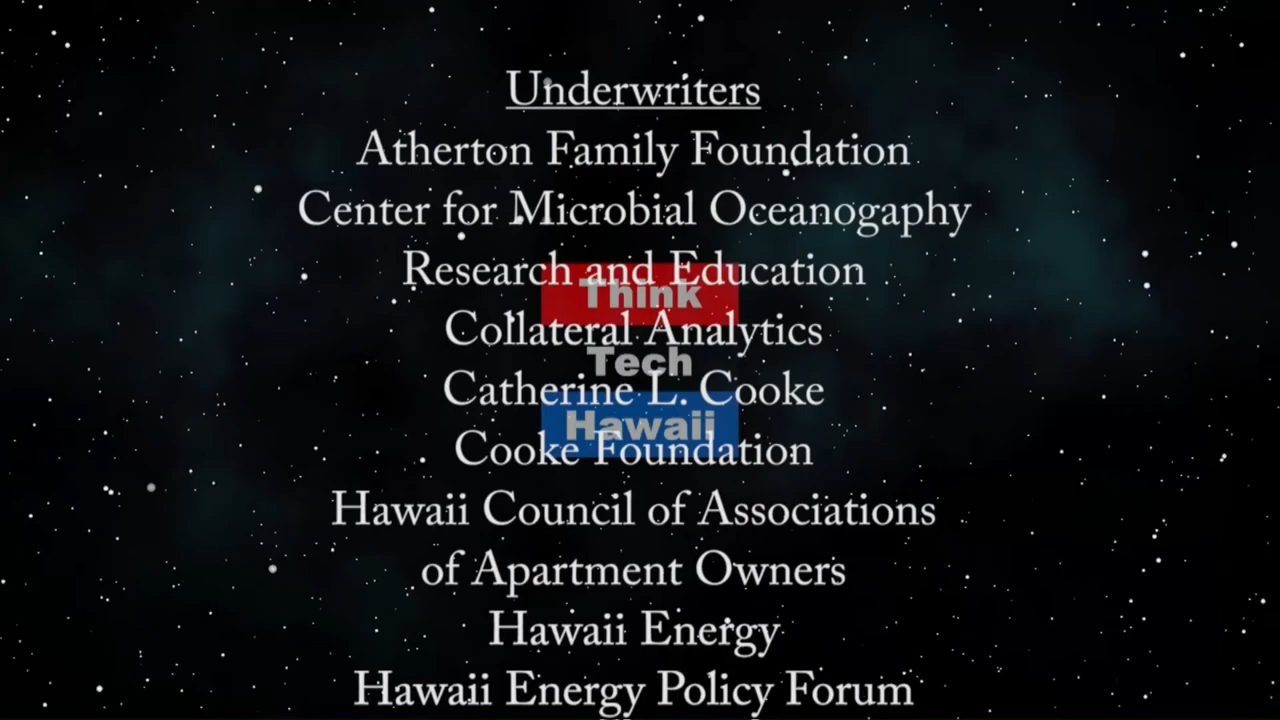 Underwriters
Atherton Family Foundation
Center for Microbial Oceanogaphy
Research and Education
Think
Collateral Analytics
Tech
Catherine L. Cooke
Hawaii
Cooke Foundation
Hawaii Council of Associations
of Apartment Owners
Hawaii Energy
Hawaii Energy Policy Forum